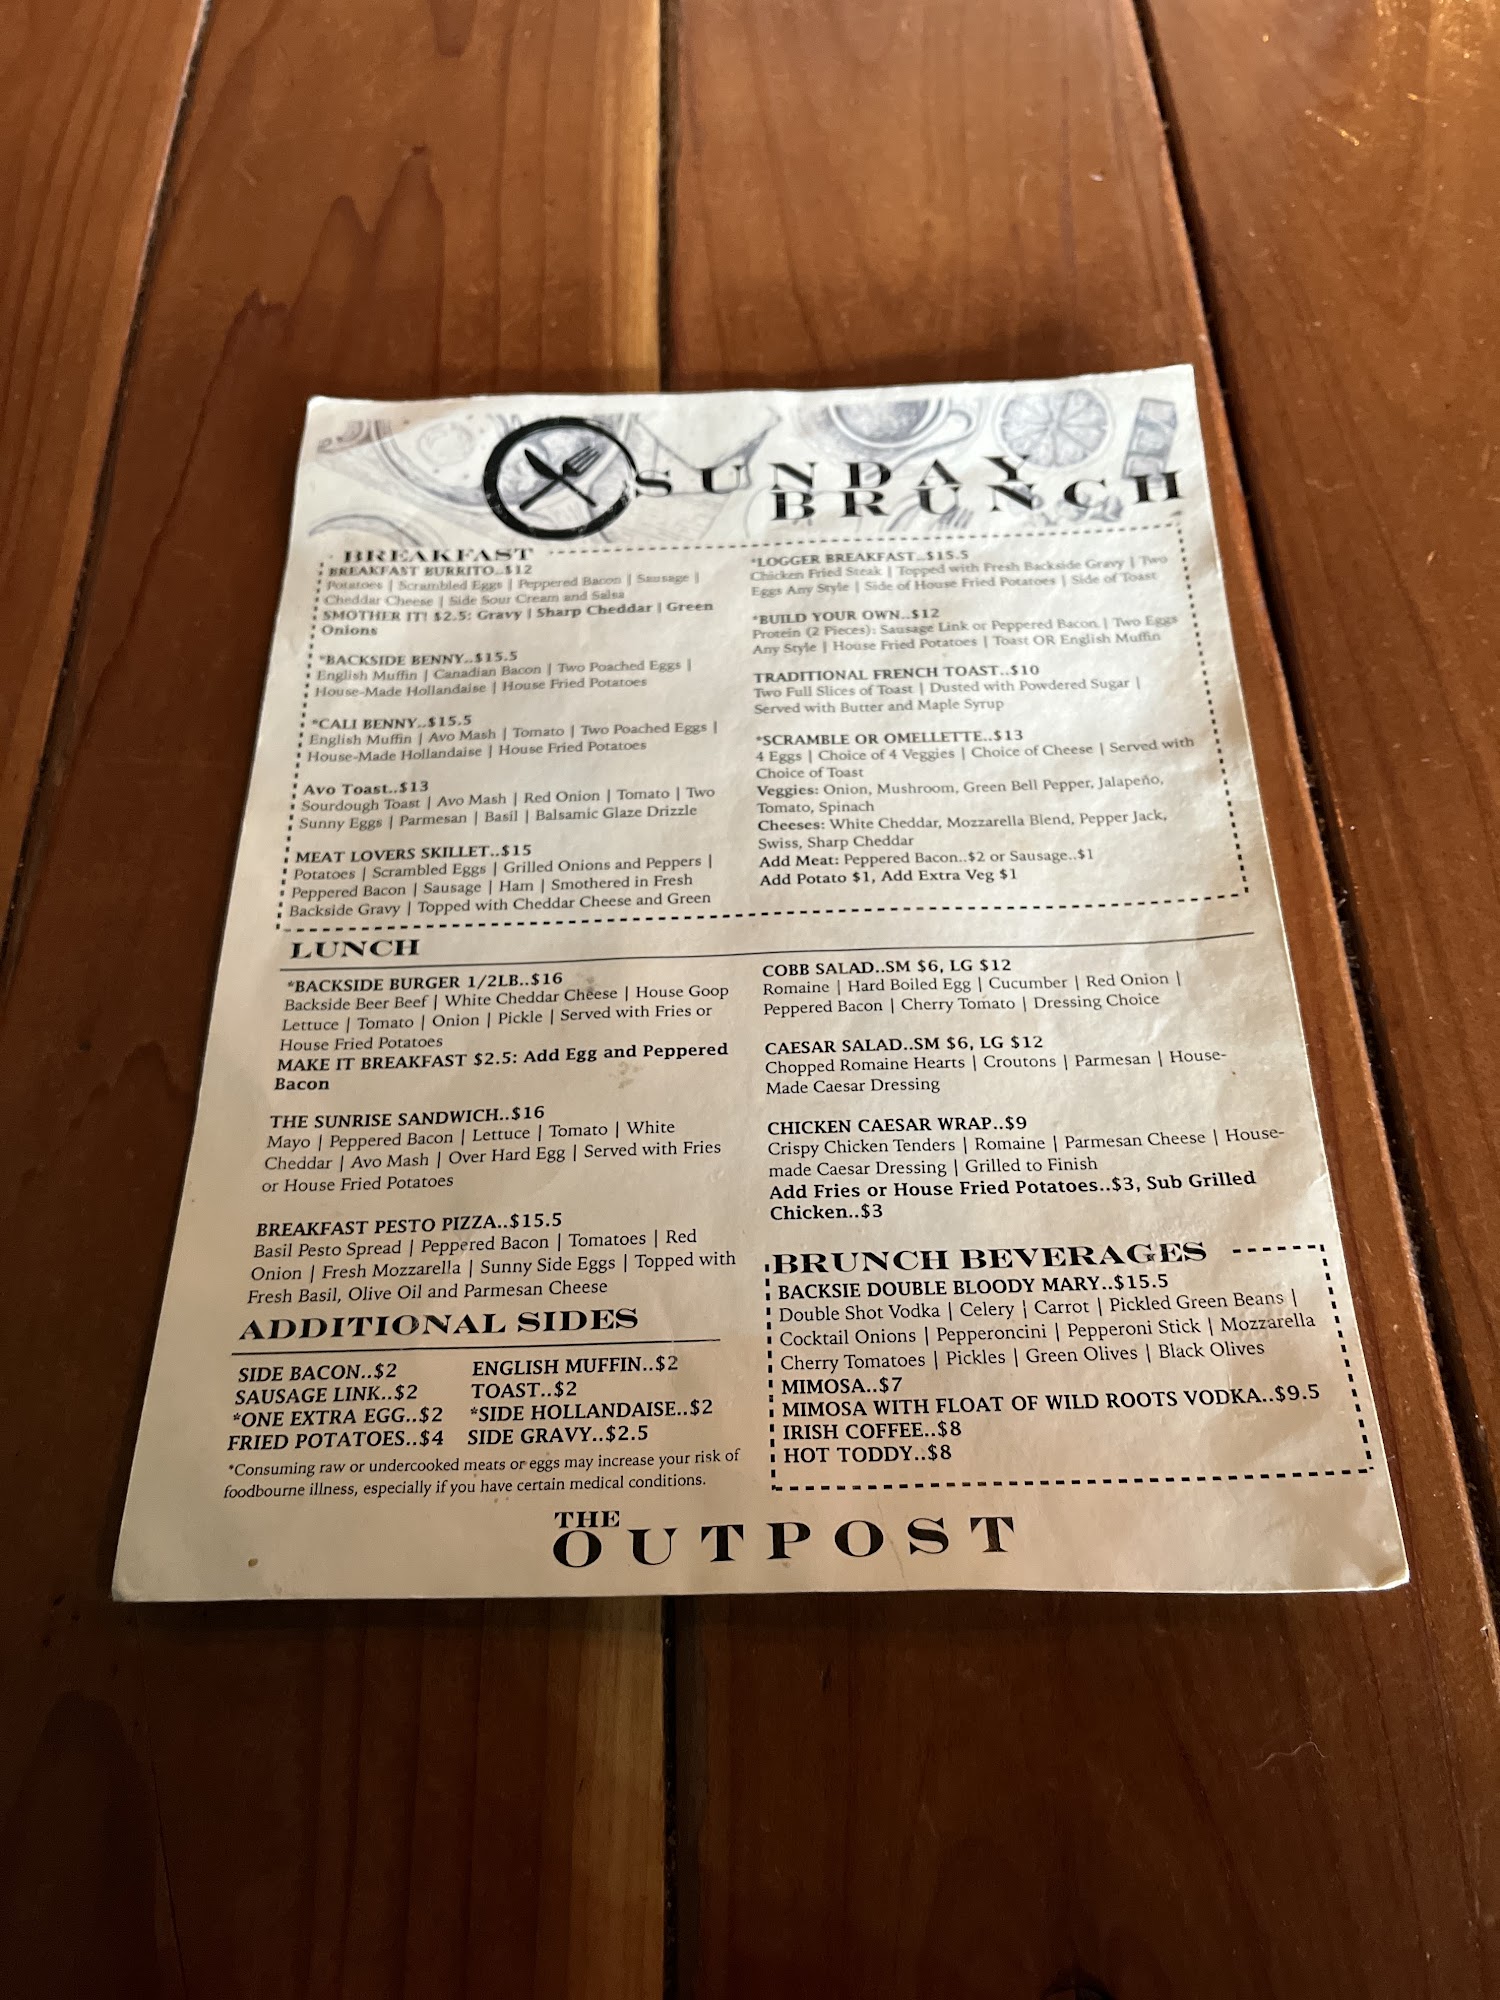 SUNDAY
BRUNCH
BREAKFAST
BREAKFAST BURRITO..$12
Potatoes | Scrambled Eggs | Peppered Bacon | Sausage |
Cheddar Cheese | Side Sour Cream and Salsa
SMOTHER IT! $2.5: Gravy | Sharp Cheddar | Green
Onions
*BACKSIDE BENNY..$15.5
English Muffin | Canadian Bacon | Two Poached Eggs |
House-Made Hollandaise | House Fried Potatoes
*CALI BENNY..$15.5
English Muffin | Avo Mash | Tomato | Two Poached Eggs |
House-Made Hollandaise | House Fried Potatoes
Avo Toast..$13
Sourdough Toast | Avo Mash | Red Onion | Tomato | Two
Sunny Eggs | Parmesan | Basil | Balsamic Glaze Drizzle
MEAT LOVERS SKILLET..$15
Potatoes | Scrambled Eggs | Grilled Onions and Peppers |
Peppered Bacon | Sausage | Ham | Smothered in Fresh
Backside Gravy | Topped with Cheddar Cheese and Green
*LOGGER BREAKFAST..$15.5
Chicken Fried Steak | Topped with Fresh Backside Gravy | Two
Eggs Any Style | Side of House Fried Potatoes | Side of Toast
*BUILD YOUR OWN..$12
Protein (2 Pieces): Sausage Link or Peppered Bacon | Two Eggs
Any Style | House Fried Potatoes | Toast OR English Muffin
TRADITIONAL FRENCH TOAST..$10
Two Full Slices of Toast | Dusted with Powdered Sugar |
Served with Butter and Maple Syrup
*SCRAMBLE OR OMELLETTE..$13
4 Eggs | Choice of 4 Veggies | Choice of Cheese | Served with
Choice of Toast
Veggies: Onion, Mushroom, Green Bell Pepper, Jalapeño,
Tomato, Spinach
Cheeses: White Cheddar, Mozzarella Blend, Pepper Jack,
Swiss, Sharp Cheddar
Add Meat: Peppered Bacon..$2 or Sausage..$1
Add Potato $1, Add Extra Veg $1
LUNCH
*BACKSIDE BURGER 1/2LB..$16
Backside Beer Beef | White Cheddar Cheese | House Goop
Lettuce | Tomato | Onion | Pickle | Served with Fries or
House Fried Potatoes
MAKE IT BREAKFAST $2.5: Add Egg and Peppered
Bacon
THE SUNRISE SANDWICH..$16
Mayo | Peppered Bacon | Lettuce | Tomato | White
Cheddar | Avo Mash | Over Hard Egg | Served with Fries
or House Fried Potatoes
BREAKFAST PESTO PIZZA..$15.5
Basil Pesto Spread | Peppered Bacon | Tomatoes | Red
Onion | Fresh Mozzarella | Sunny Side Eggs | Topped with
Fresh Basil, Olive Oil and Parmesan Cheese
COBB SALAD..SM $6, LG $12
Romaine | Hard Boiled Egg | Cucumber | Red Onion |
Peppered Bacon | Cherry Tomato | Dressing Choice
CAESAR SALAD..SM $6, LG $12
Chopped Romaine Hearts | Croutons | Parmesan | House-
Made Caesar Dressing
CHICKEN CAESAR WRAP..$9
Crispy Chicken Tenders | Romaine | Parmesan Cheese | House-
made Caesar Dressing | Grilled to Finish
Add Fries or House Fried Potatoes..$3, Sub Grilled
Chicken..$3
ADDITIONAL SIDES
SIDE BACON..$2
SAUSAGE LINK..$2
*ONE EXTRA EGG..$2
FRIED POTATOES..$4
ENGLISH MUFFIN..$2
TOAST..$2
*SIDE HOLLANDAISE..$2
SIDE GRAVY..$2.5
*Consuming raw or undercooked meats or eggs may increase your risk of
foodbourne illness, especially if you have certain medical conditions.
BRUNCH BEVERAGES
BACKSIE DOUBLE BLOODY MARY..$15.5
Double Shot Vodka | Celery | Carrot | Pickled Green Beans |
Cocktail Onions | Pepperoncini | Pepperoni Stick | Mozzarella
Cherry Tomatoes | Pickles | Green Olives | Black Olives
MIMOSA..$7
MIMOSA WITH FLOAT OF WILD ROOTS VODKA..$9.5
IRISH COFFEE..$8
HOT TODDY..$8
THE
OUTPOST